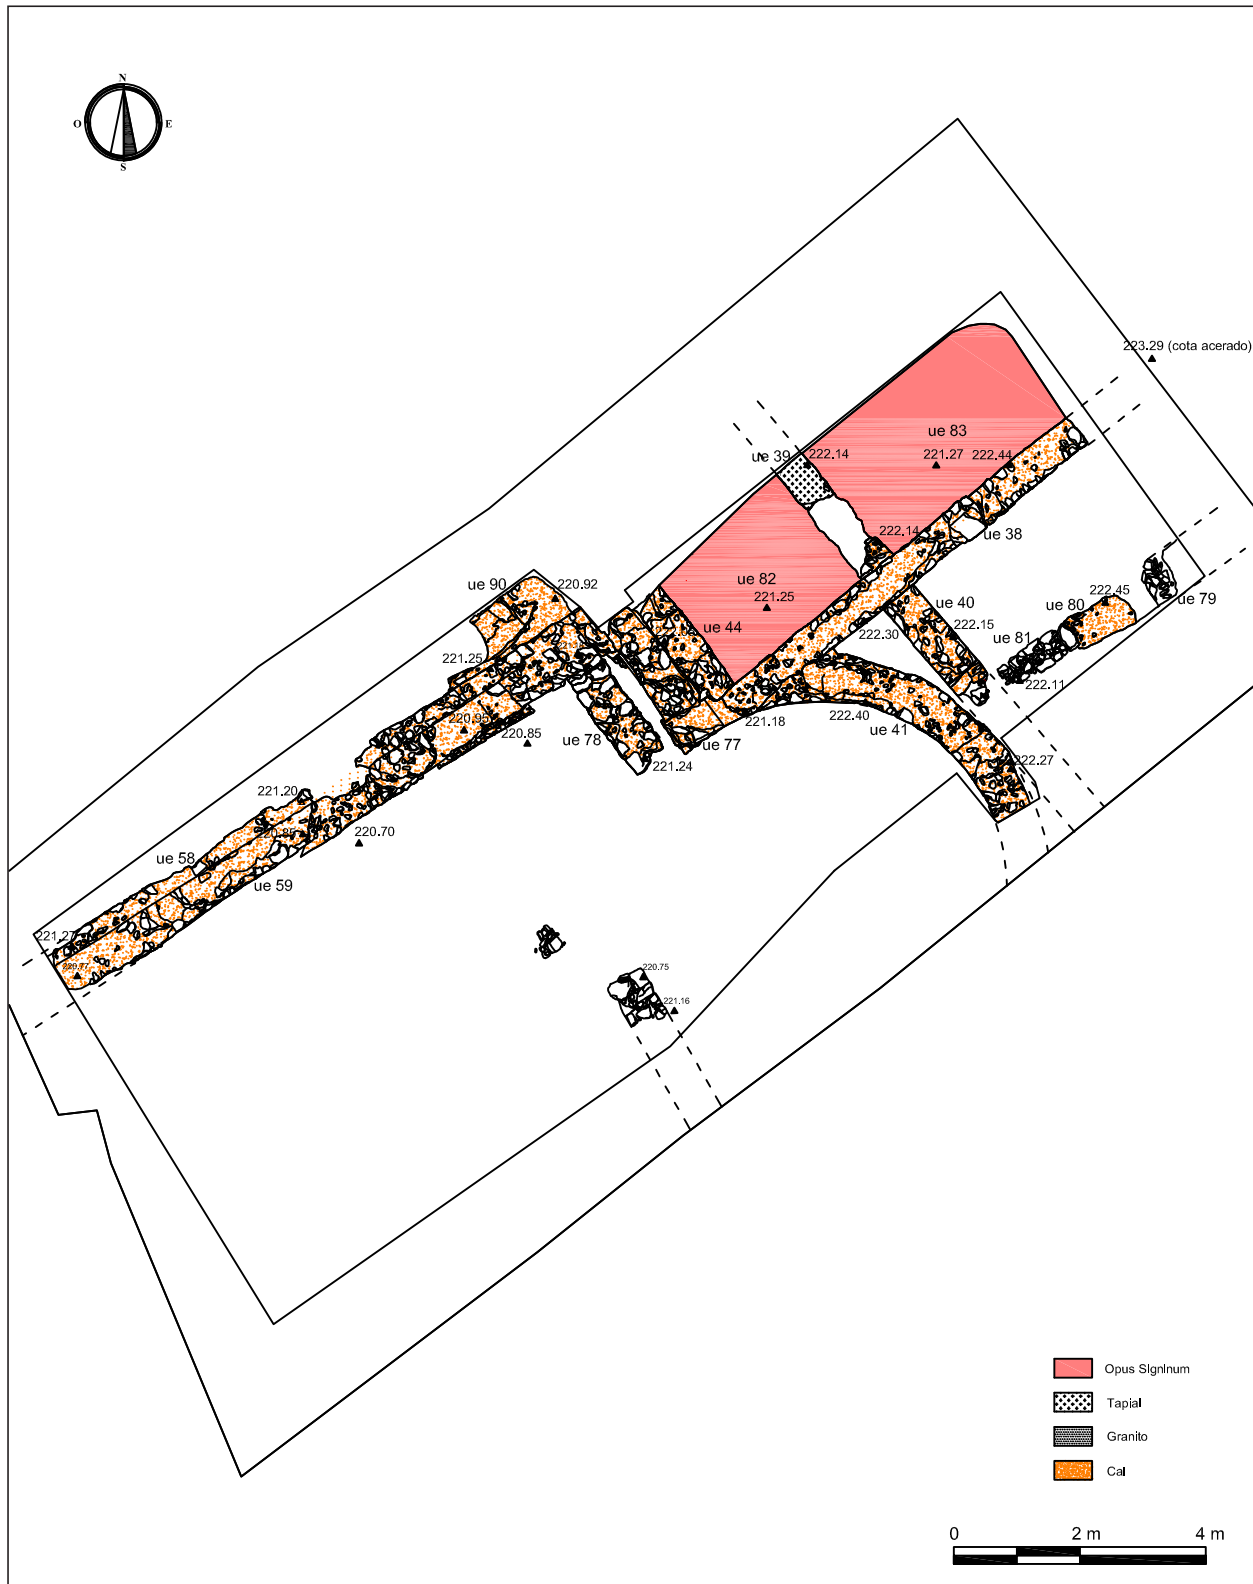 N
O E
S
223.29 (cota acerado)
ue 83
ue 39 222.14
221.27 222.44
222.14
ue 38
ue 90 220.92
ue 82
221.25
ue 40
222.45
ue 80
ue 79
ue 44
222.15
222.30
ue 81
221.25
222.11
220.95
221.18
222.40
ue 41
220.85
ue 78
ue 77
221.24
222.27
221.20
220.85
220.70
ue 58
ue 59
221.27
220.77
220.75
221.16
Opus SIgnInum
Tapial
Granito
Cal
0 2 m 4 m